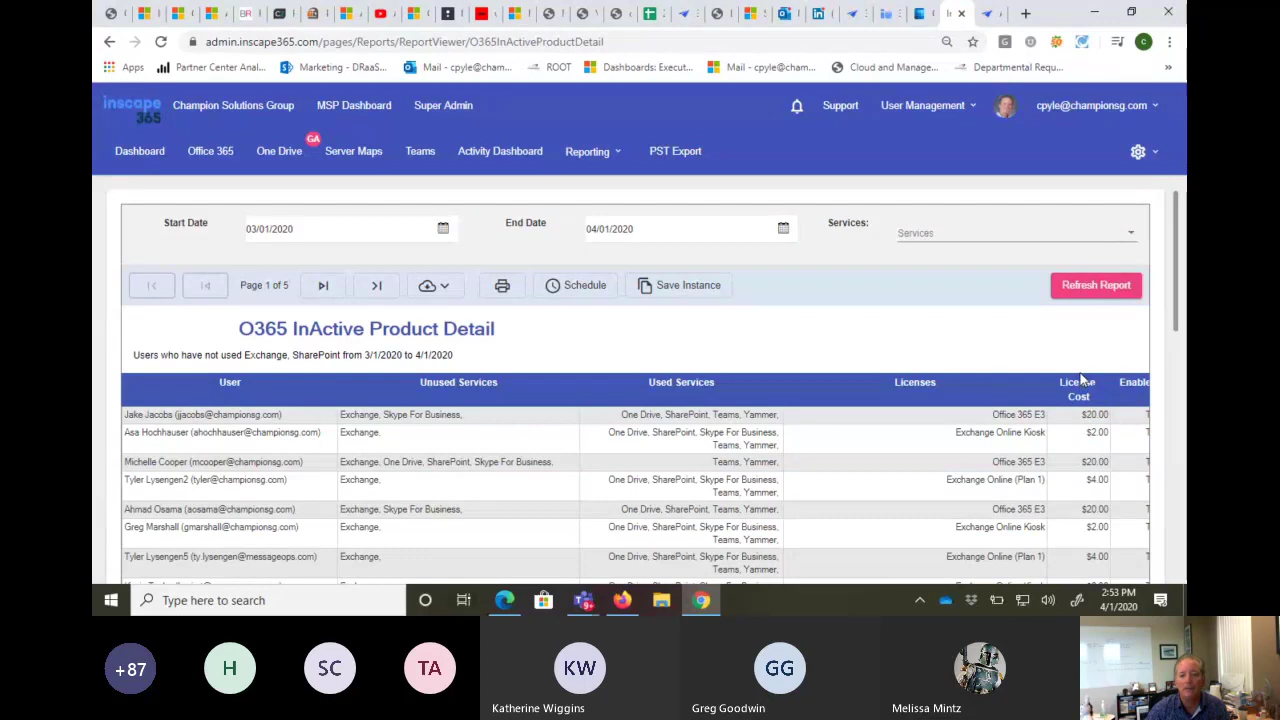 admin.inscape365.com/pages/Reports/ReportViewer/O365InActiveProductDetail
Apps Partner Center Anal... Marketing - DRaaS... Mail - cpyle@cham... ROOT Dashboards: Execut... Mail - cpyle@cham... Cloud and Manage... Departmental Requ... »
inscape 365 Champion Solutions Group MSP Dashboard Super Admin Support User Management cpyle@championsg.com
Dashboard Office 365 One Drive GA Server Maps Teams Activity Dashboard Reporting PST Export
Start Date 03/01/2020 End Date 04/01/2020 Services: Services
Page 1 of 5 Schedule Save Instance Refresh Report
O365 InActive Product Detail
Users who have not used Exchange, SharePoint from 3/1/2020 to 4/1/2020
User Unused Services Used Services Licenses License Cost Enable
Jake Jacobs (jjacobs@championsg.com) Exchange, Skype For Business, One Drive, SharePoint, Teams, Yammer, Office 365 E3 $20.00 T
Asa Hochhauser (ahochhauser@championsg.com) Exchange, One Drive, SharePoint, Skype For Business, Exchange Online Kiosk $2.00 T
Teams, Yammer,
Michelle Cooper (mcooper@championsg.com) Exchange, One Drive, SharePoint, Skype For Business, Teams, Yammer, Office 365 E3 $20.00 T
Tyler Lysengen2 (tyler@championsg.com) Exchange, One Drive, SharePoint, Skype For Business, Exchange Online (Plan 1) $4.00 T
Teams, Yammer,
Ahmad Osama (aosama@championsg.com) Exchange, Skype For Business, One Drive, SharePoint, Teams, Yammer, Office 365 E3 $20.00 T
Greg Marshall (gmarshall@championsg.com) Exchange, One Drive, SharePoint, Skype For Business, Exchange Online Kiosk $2.00 T
Teams, Yammer,
Tyler Lysengen5 (ty.lysengen@messageops.com) Exchange, One Drive, SharePoint, Skype For Business, Exchange Online (Plan 1) $4.00 T
Teams, Yammer,
Type here to search 2:53 PM
4/1/2020
+87 H SC TA KW GG
Katherine Wiggins Greg Goodwin Melissa Mintz